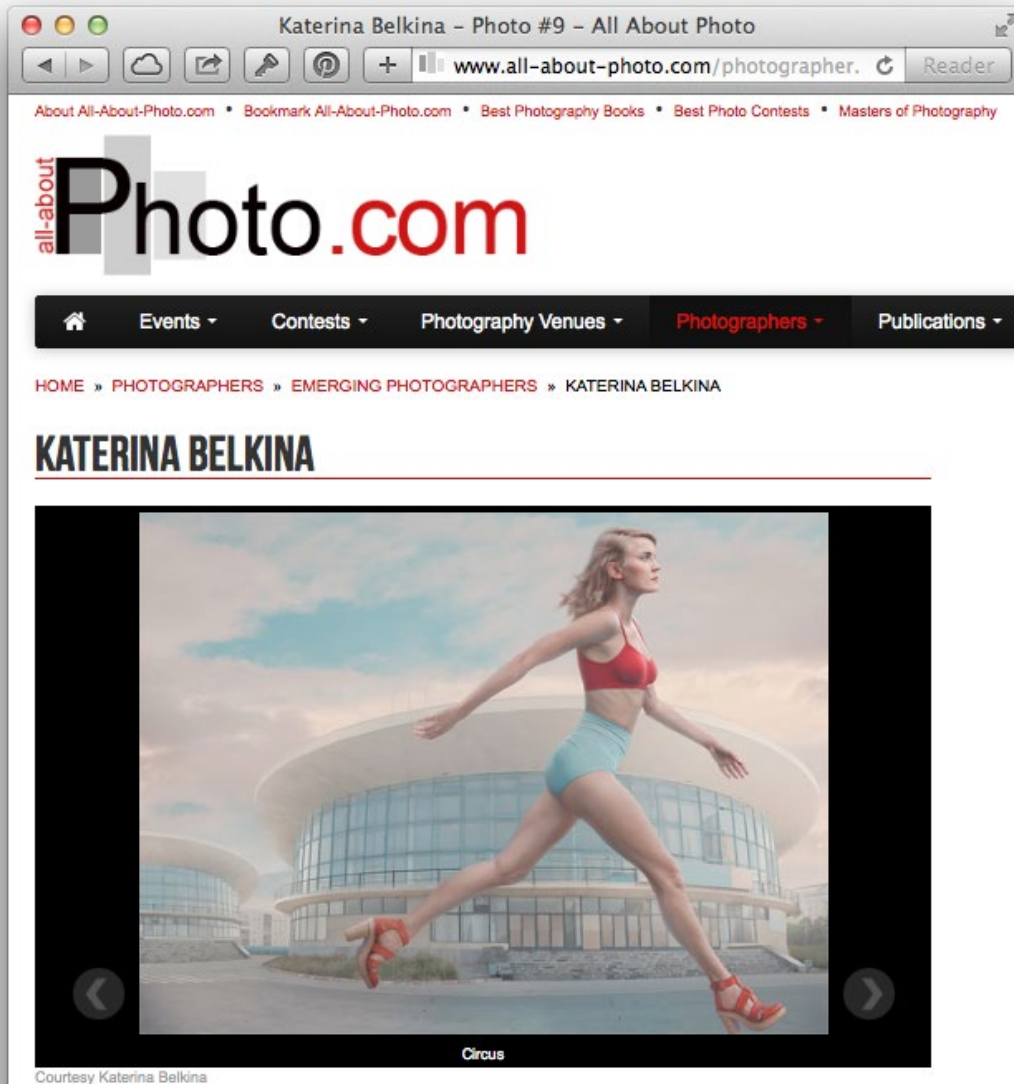 Katerina Belkina – Photo #9 – All About Photo
www.all-about-photo.com/photographer. Reader
About All-About-Photo.com • Bookmark All-About-Photo.com • Best Photography Books • Best Photo Contests • Masters of Photography
all-about
Photo.com
Events Contests Photography Venues Photographers Publications
HOME » PHOTOGRAPHERS » EMERGING PHOTOGRAPHERS » KATERINA BELKINA
KATERINA BELKINA
Circus
Courtesy Katerina Belkina